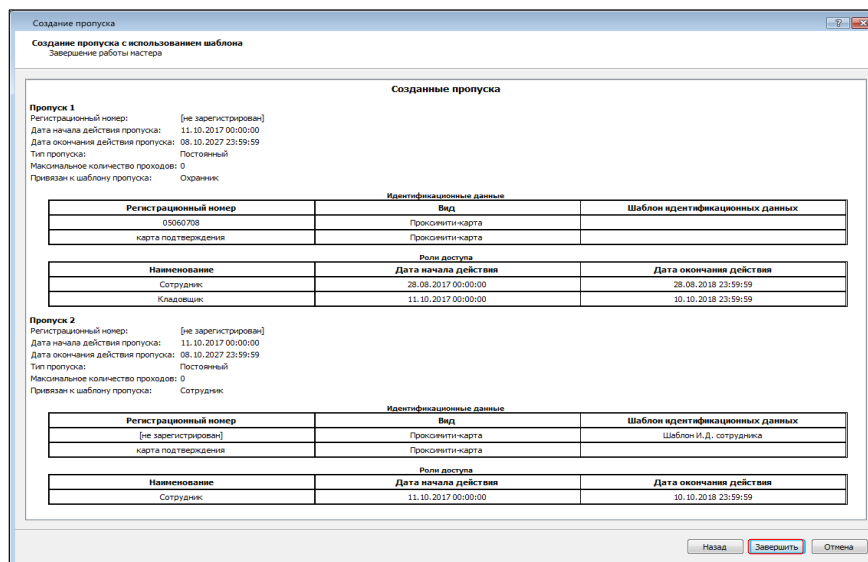 Создание пропуска
Создание пропуска с использованием шаблона
Завершение работы мастера
Созданные пропуска
Пропуск 1
Регистрационный номер: [не зарегистрирован]
Дата начала действия пропуска: 11.10.2017 00:00:00
Дата окончания действия пропуска: 08.10.2027 23:59:59
Тип пропуска: Постоянный
Максимальное количество проходов: 0
Привязан к шаблону пропуска: Охранник
Идентификационные данные
Регистрационный номер Вид Шаблон идентификационных данных
05060708 Проксимити-карта
карта подтверждения Проксимити-карта
Роли доступа
Наименование Дата начала действия Дата окончания действия
Сотрудник 28.08.2017 00:00:00 28.08.2018 23:59:59
Кладовщик 11.10.2017 00:00:00 10.10.2018 23:59:59
Пропуск 2
Регистрационный номер: [не зарегистрирован]
Дата начала действия пропуска: 11.10.2017 00:00:00
Дата окончания действия пропуска: 08.10.2027 23:59:59
Тип пропуска: Постоянный
Максимальное количество проходов: 0
Привязан к шаблону пропуска: Сотрудник
Идентификационные данные
Регистрационный номер Вид Шаблон идентификационных данных
[не зарегистрирован] Проксимити-карта Шаблон И.Д. сотрудника
карта подтверждения Проксимити-карта
Роли доступа
Наименование Дата начала действия Дата окончания действия
Сотрудник 11.10.2017 00:00:00 10.10.2018 23:59:59
Назад Завершить Отмена